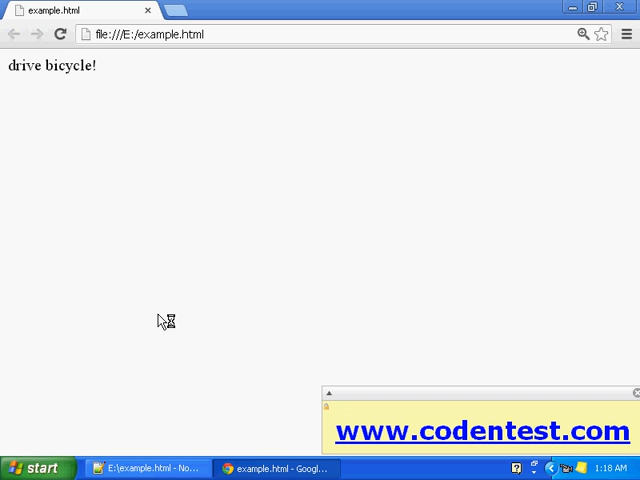 example.html
file:///E:/example.html
drive bicycle!
www.codentest.com
start
E:\example.html - No...
example.html - Googl...
1:18 AM